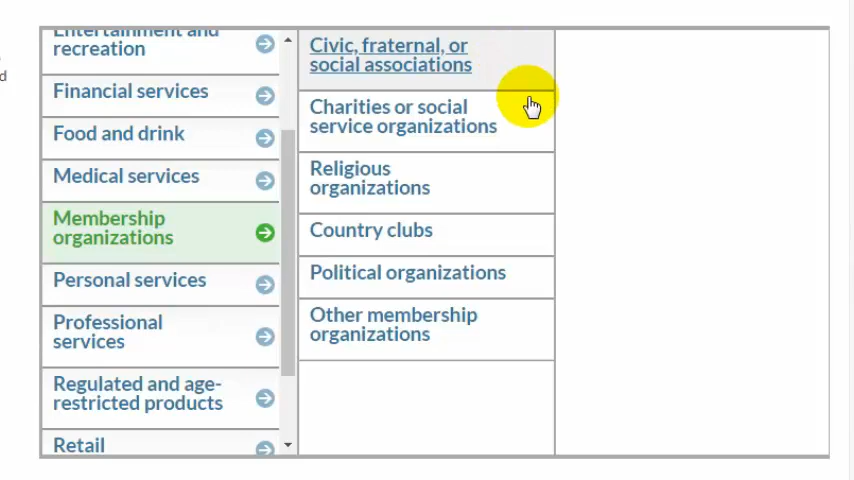 d
Entertainment and
recreation
Financial services
Food and drink
Medical services
Membership
organizations
Personal services
Professional
services
Regulated and age-
restricted products
Retail
Civic, fraternal, or
social associations
Charities or social
service organizations
Religious
organizations
Country clubs
Political organizations
Other membership
organizations